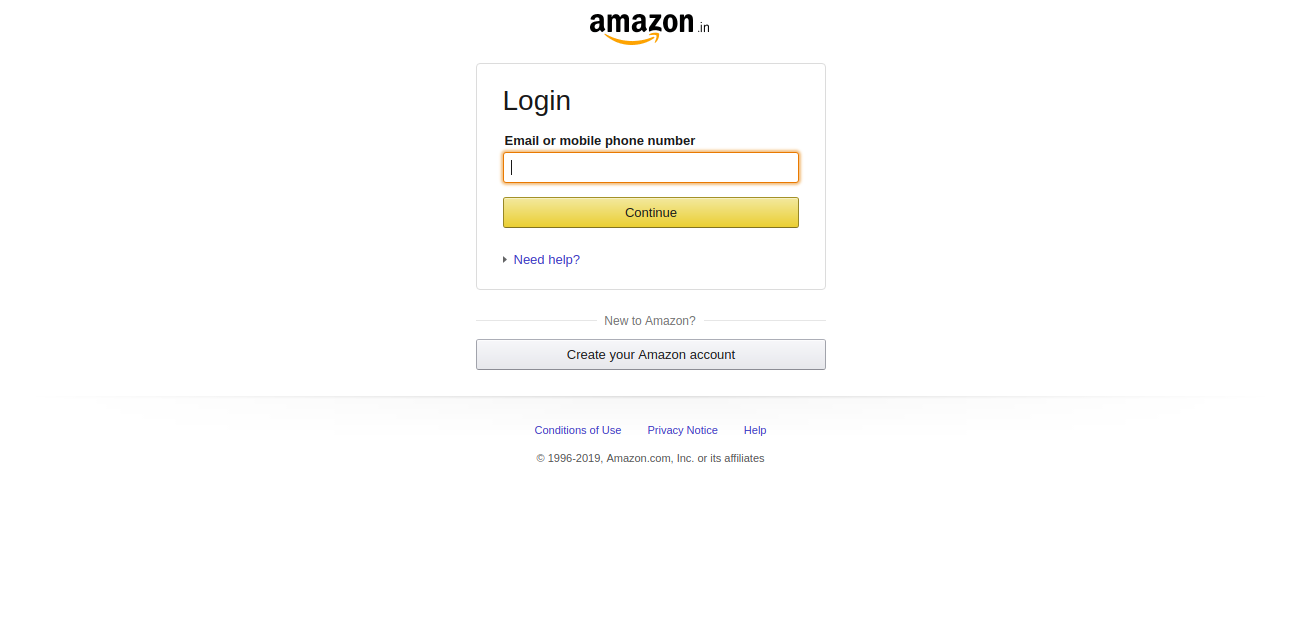 amazon.in
Login
Email or mobile phone number
Continue
Need help?
New to Amazon?
Create your Amazon account
Conditions of Use Privacy Notice Help
© 1996-2019, Amazon.com, Inc. or its affiliates